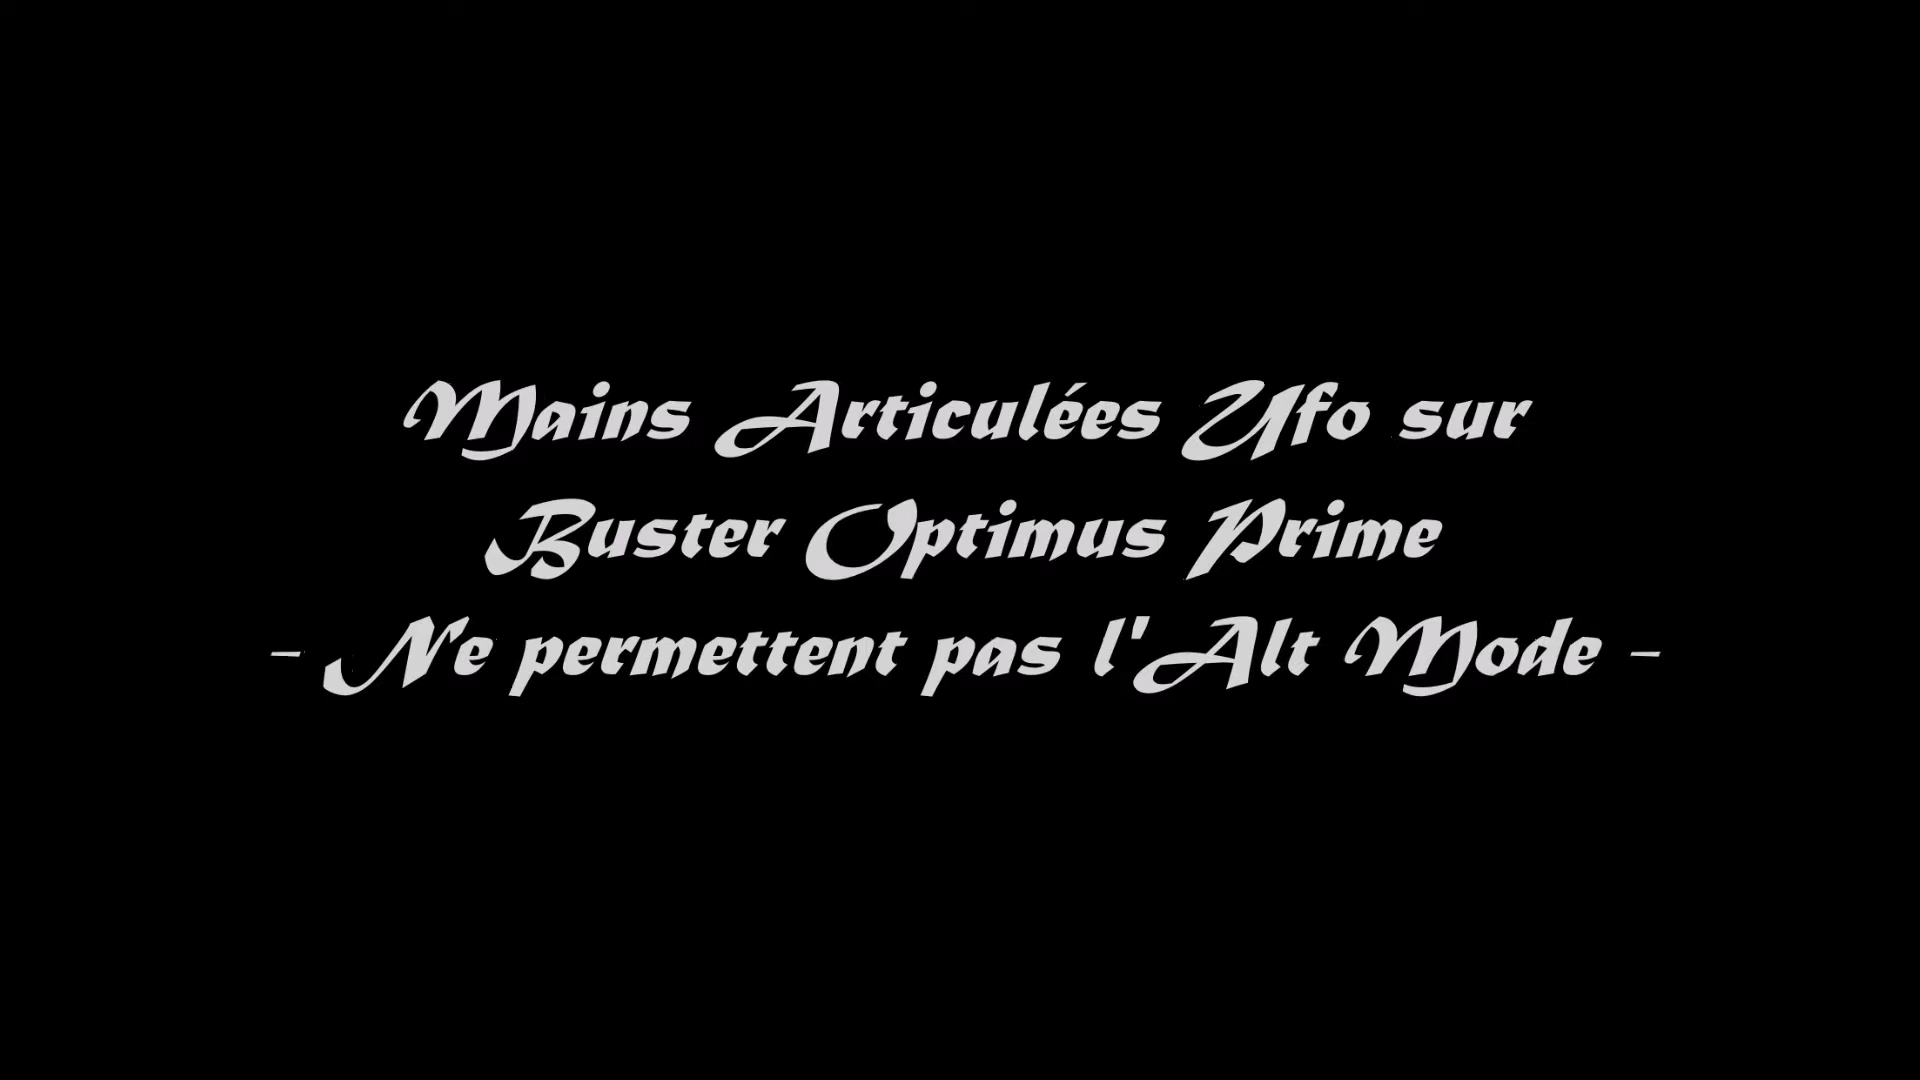 Mains Articulées Ufo sur
Buster Optimus Prime
- Ne permettent pas l'Alt Mode -